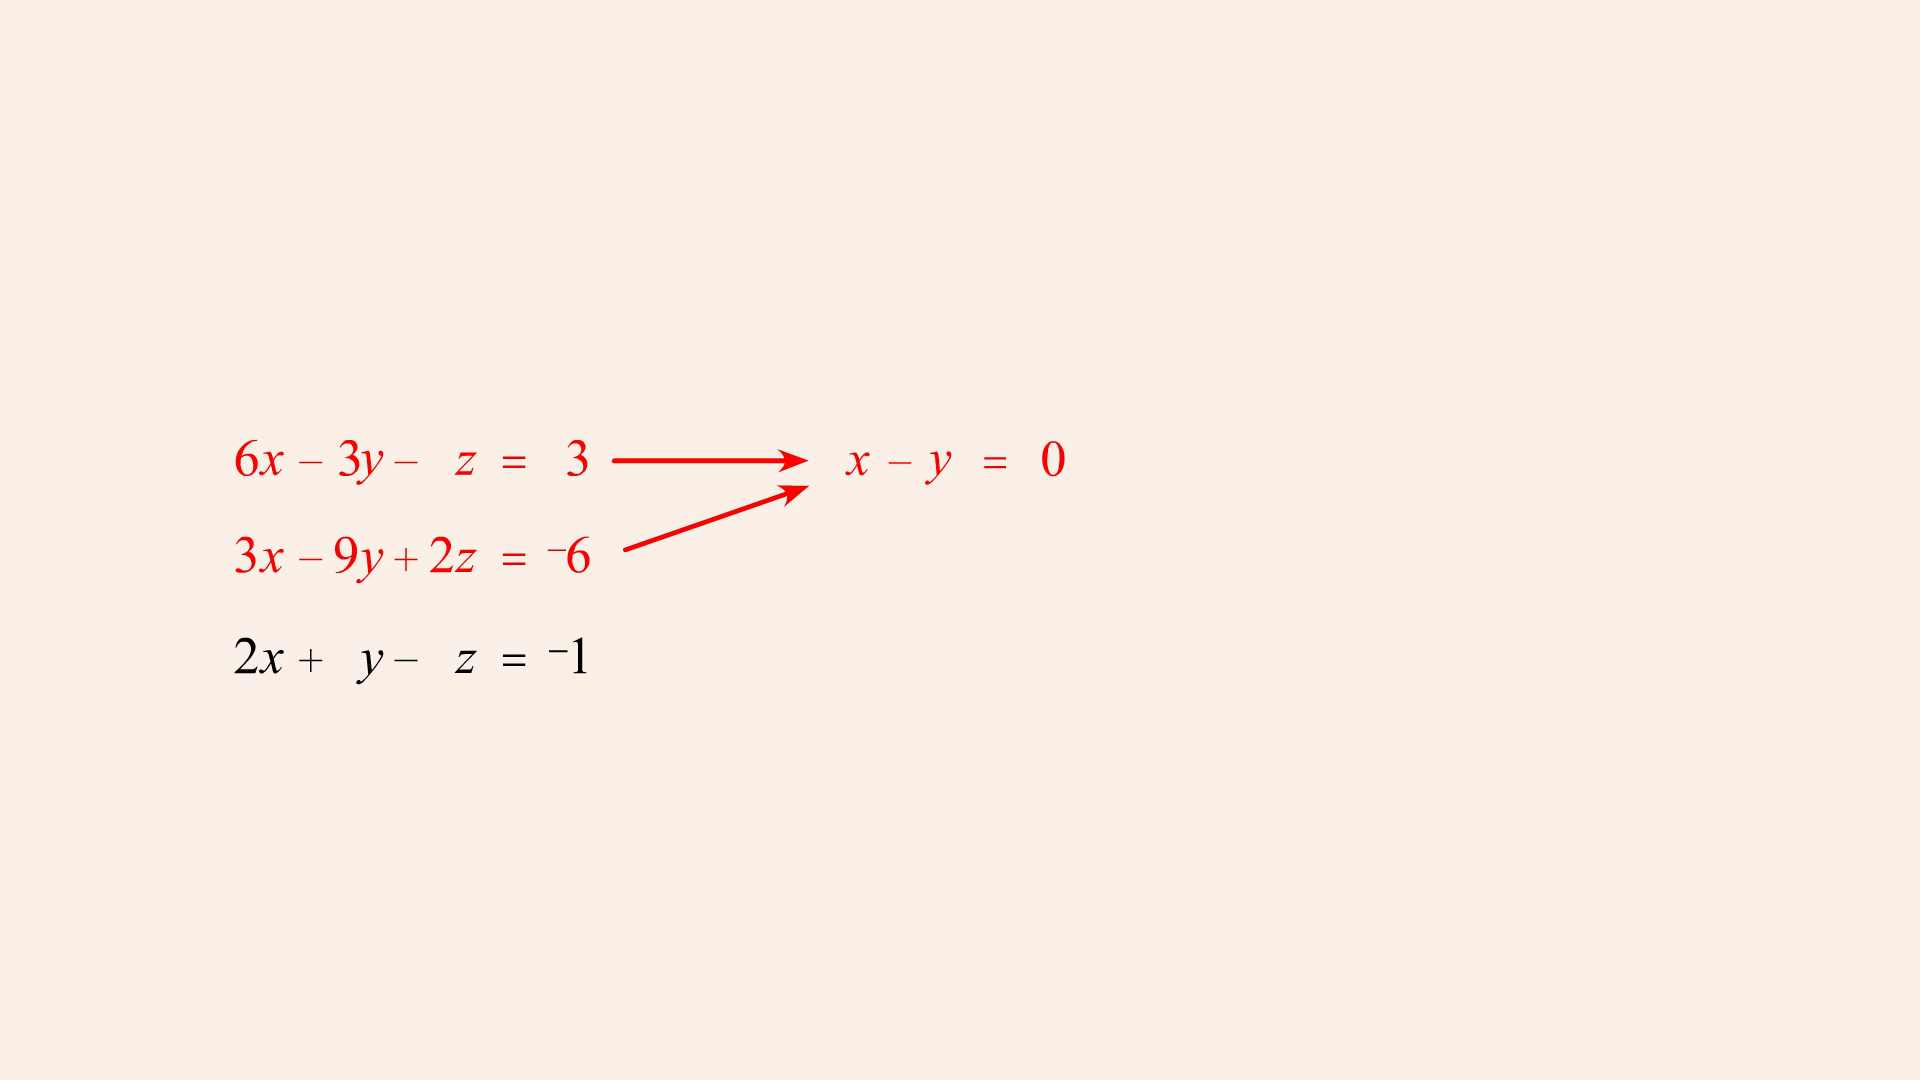 6x – 3y – z = 3
x – y = 0
3x – 9y + 2z = ⁻6
2x + y – z = ⁻1